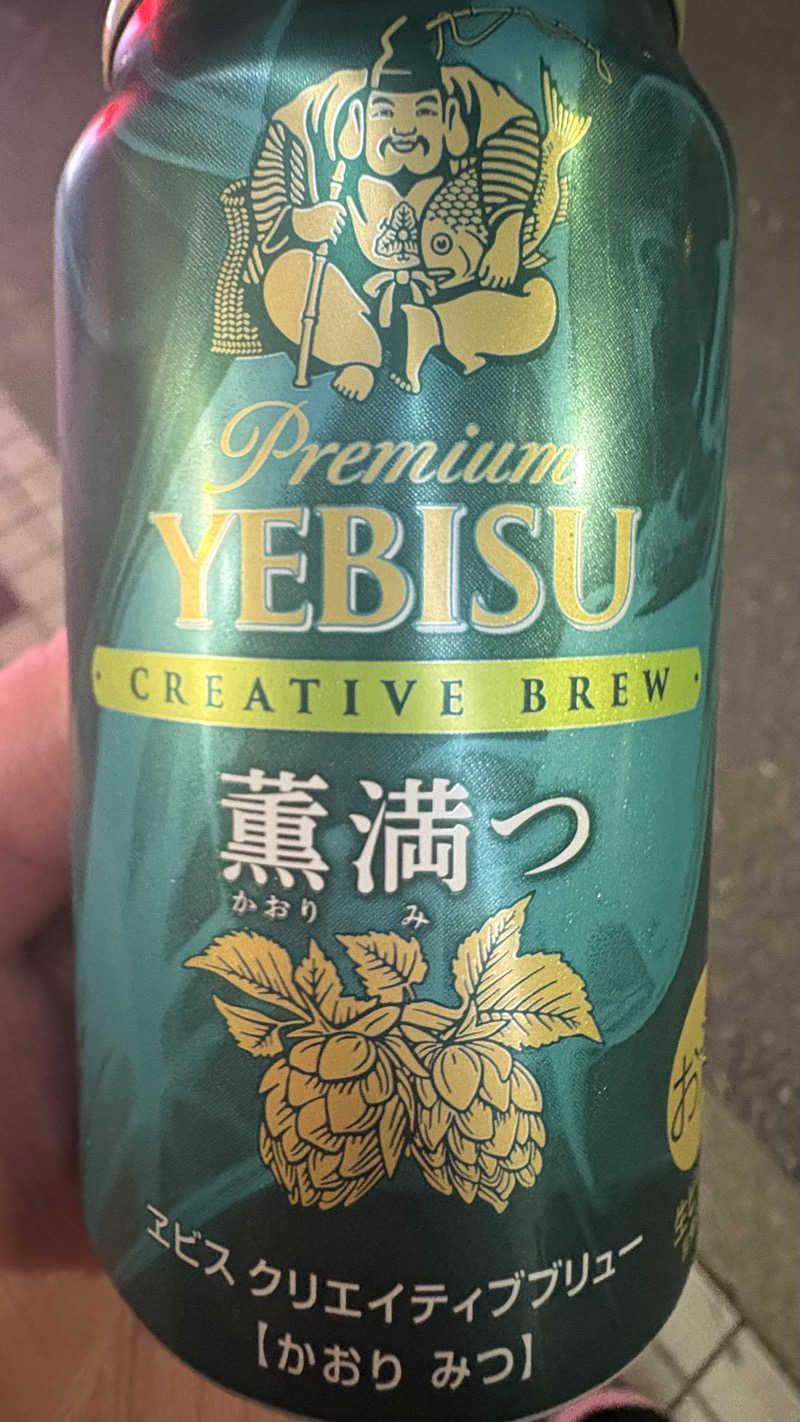 Premium
YEBISU
· CREATIVE BREW ·
薫満つ
かおり み
お
ヱビス クリエイティブブリュー
【かおり みつ】